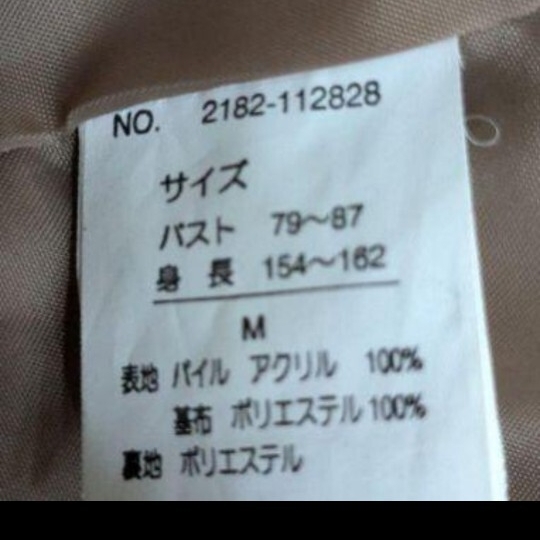 NO. 2182-112828
サイズ
バスト 79～87
身長 154～162
M
表地 パイル アクリル 100%
基布 ポリエステル 100%
裏地 ポリエステル